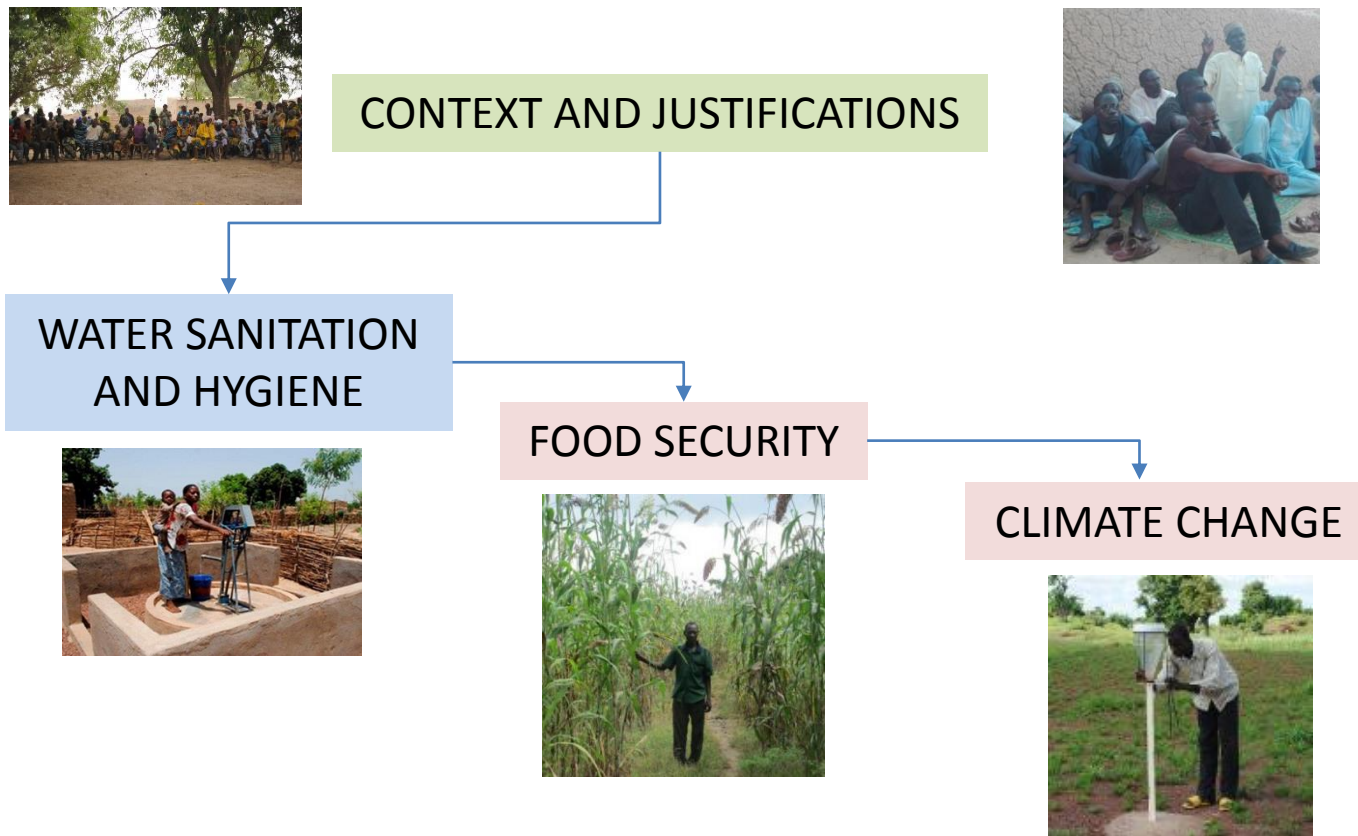 CONTEXT AND JUSTIFICATIONS
WATER SANITATION
AND HYGIENE
FOOD SECURITY
CLIMATE CHANGE